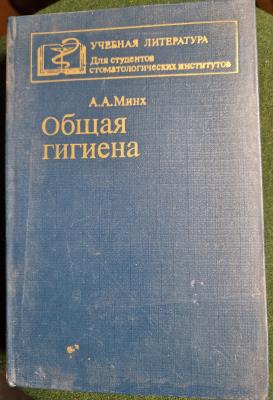 УЧЕБНАЯ ЛИТЕРАТУРА
Для студентов
стоматологических институтов
А.А.Минх
Общая
гигиена